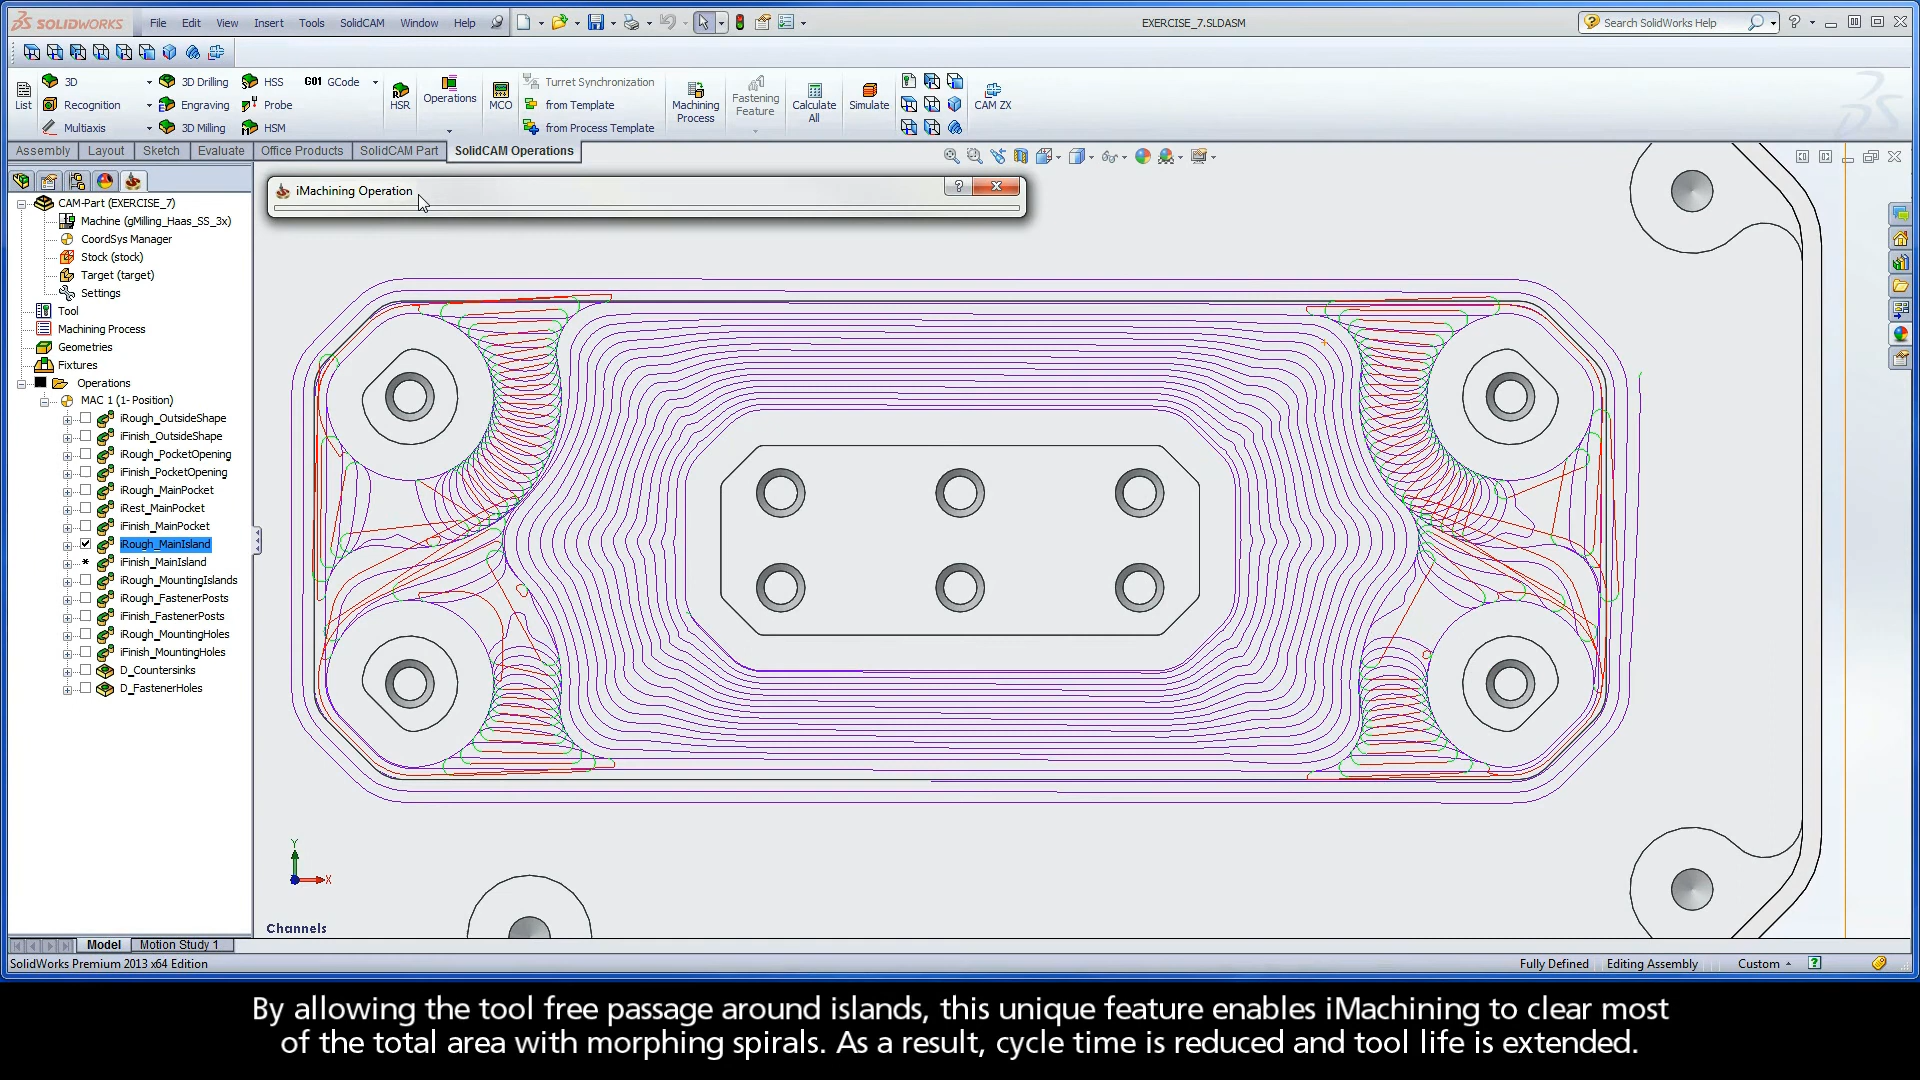 SOLIDWORKS File Edit View Insert Tools SolidCAM Window Help EXERCISE_7.SLDASM Search SolidWorks Help
3D 3D Drilling HSS G01 GCode Turret Synchronization
List Recognition Engraving Probe HSR Operations MCO from Template Machining Process Fastening Feature Calculate All Simulate CAM ZX
Multiaxis 3D Milling HSM from Process Template
Assembly Layout Sketch Evaluate Office Products SolidCAM Part SolidCAM Operations
iMachining Operation
CAM-Part (EXERCISE_7)
Machine (gMilling_Haas_SS_3x)
CoordSys Manager
Stock (stock)
Target (target)
Settings
Tool
Machining Process
Geometries
Fixtures
Operations
MAC 1 (1- Position)
iRough_OutsideShape
iFinish_OutsideShape
iRough_PocketOpening
iFinish_PocketOpening
iRough_MainPocket
iRest_MainPocket
iFinish_MainPocket
iRough_MainIsland
iFinish_MainIsland
iRough_MountingIslands
iRough_FastenerPosts
iFinish_FastenerPosts
iRough_MountingHoles
iFinish_MountingHoles
D_Countersinks
D_FastenerHoles
Y
X
Channels
Model Motion Study 1
SolidWorks Premium 2013 x64 Edition Fully Defined Editing Assembly Custom
By allowing the tool free passage around islands, this unique feature enables iMachining to clear most
of the total area with morphing spirals. As a result, cycle time is reduced and tool life is extended.